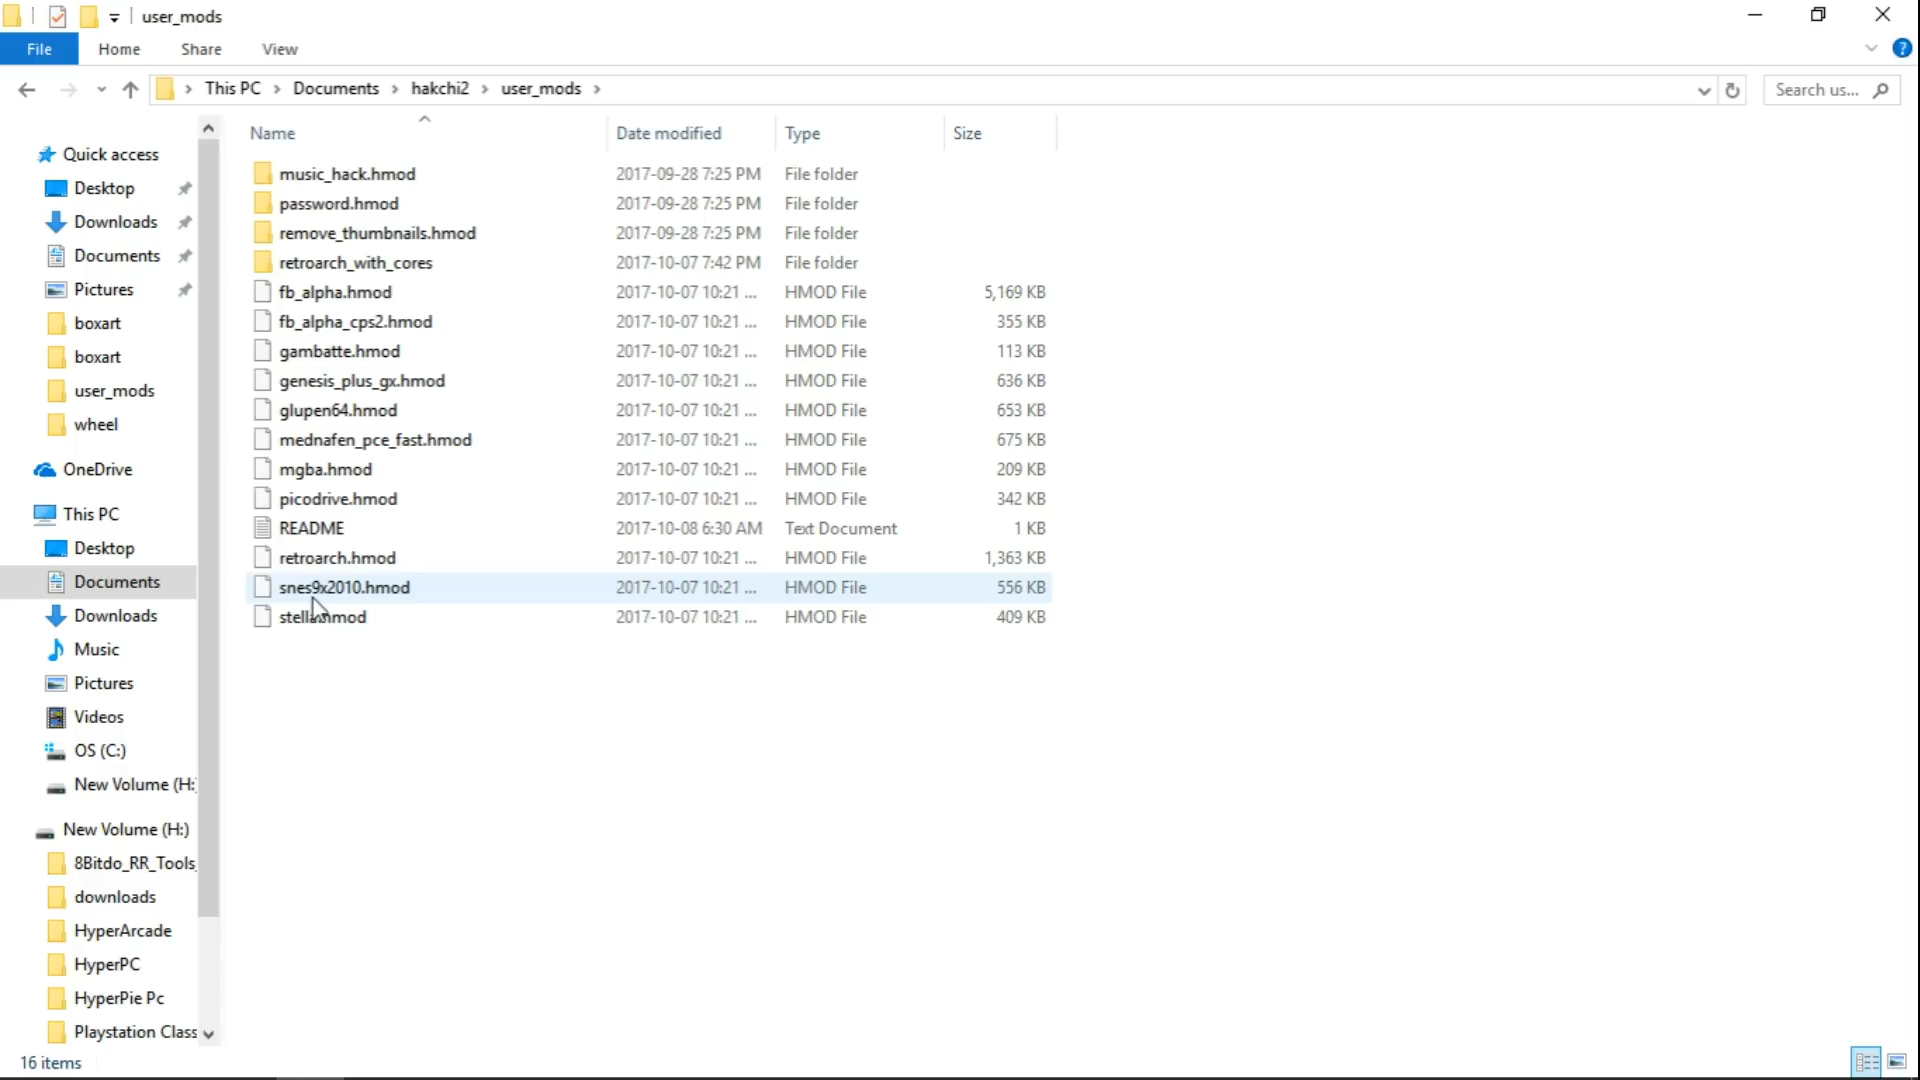 user_mods
File Home Share View
This PC Documents hakchi2 user_mods Search us...
Name Date modified Type Size
Quick access
Desktop
Downloads
Documents
Pictures
boxart
boxart
user_mods
wheel
OneDrive
This PC
Desktop
Documents
Downloads
Music
Pictures
Videos
OS (C:)
New Volume (H:
New Volume (H:)
8Bitdo_RR_Tools
downloads
HyperArcade
HyperPC
HyperPie Pc
Playstation Class
music_hack.hmod 2017-09-28 7:25 PM File folder
password.hmod 2017-09-28 7:25 PM File folder
remove_thumbnails.hmod 2017-09-28 7:25 PM File folder
retroarch_with_cores 2017-10-07 7:42 PM File folder
fb_alpha.hmod 2017-10-07 10:21 ... HMOD File 5,169 KB
fb_alpha_cps2.hmod 2017-10-07 10:21 ... HMOD File 355 KB
gambatte.hmod 2017-10-07 10:21 ... HMOD File 113 KB
genesis_plus_gx.hmod 2017-10-07 10:21 ... HMOD File 636 KB
glupen64.hmod 2017-10-07 10:21 ... HMOD File 653 KB
mednafen_pce_fast.hmod 2017-10-07 10:21 ... HMOD File 675 KB
mgba.hmod 2017-10-07 10:21 ... HMOD File 209 KB
picodrive.hmod 2017-10-07 10:21 ... HMOD File 342 KB
README 2017-10-08 6:30 AM Text Document 1 KB
retroarch.hmod 2017-10-07 10:21 ... HMOD File 1,363 KB
snes9x2010.hmod 2017-10-07 10:21 ... HMOD File 556 KB
stella.hmod 2017-10-07 10:21 ... HMOD File 409 KB
16 items